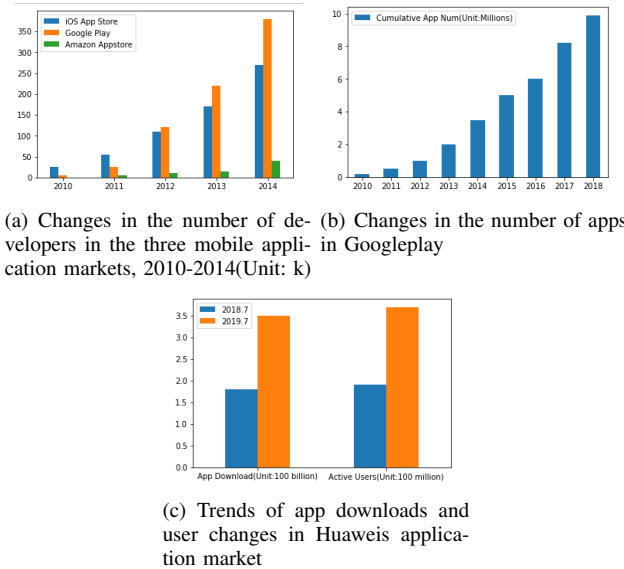 iOS App Store
Google Play
Amazon Appstore
350
300
250
200
150
100
50
0
2010 2011 2012 2013 2014
Cumulative App Num(Unit:Millions)
10
8
6
4
2
0
2010 2011 2012 2013 2014 2015 2016 2017 2018
(a) Changes in the number of de-
velopers in the three mobile appli-
cation markets, 2010-2014(Unit: k)
(b) Changes in the number of apps
in Googleplay
2018.7
2019.7
3.5
3.0
2.5
2.0
1.5
1.0
0.5
0.0
App Download(Unit:100 billion) Active Users(Unit:100 million)
(c) Trends of app downloads and
user changes in Huaweis applica-
tion market